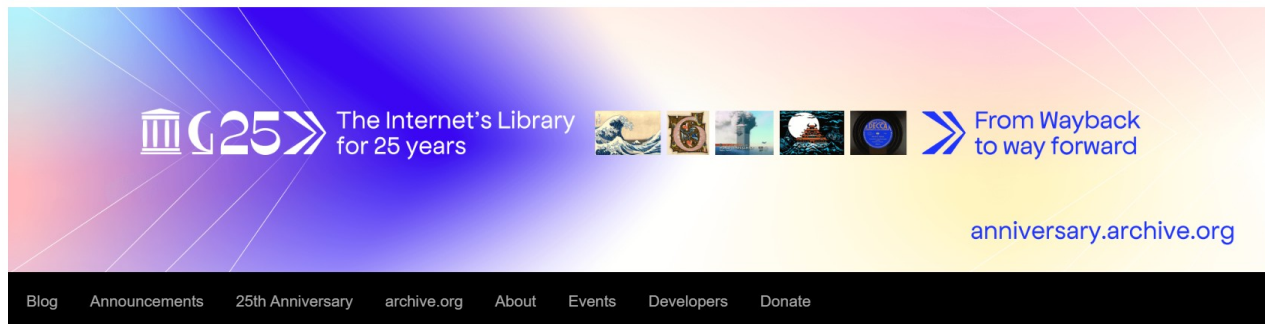 25
The Internet's Library
for 25 years
DECCA
From Wayback
to way forward
anniversary.archive.org
Blog Announcements 25th Anniversary archive.org About Events Developers Donate